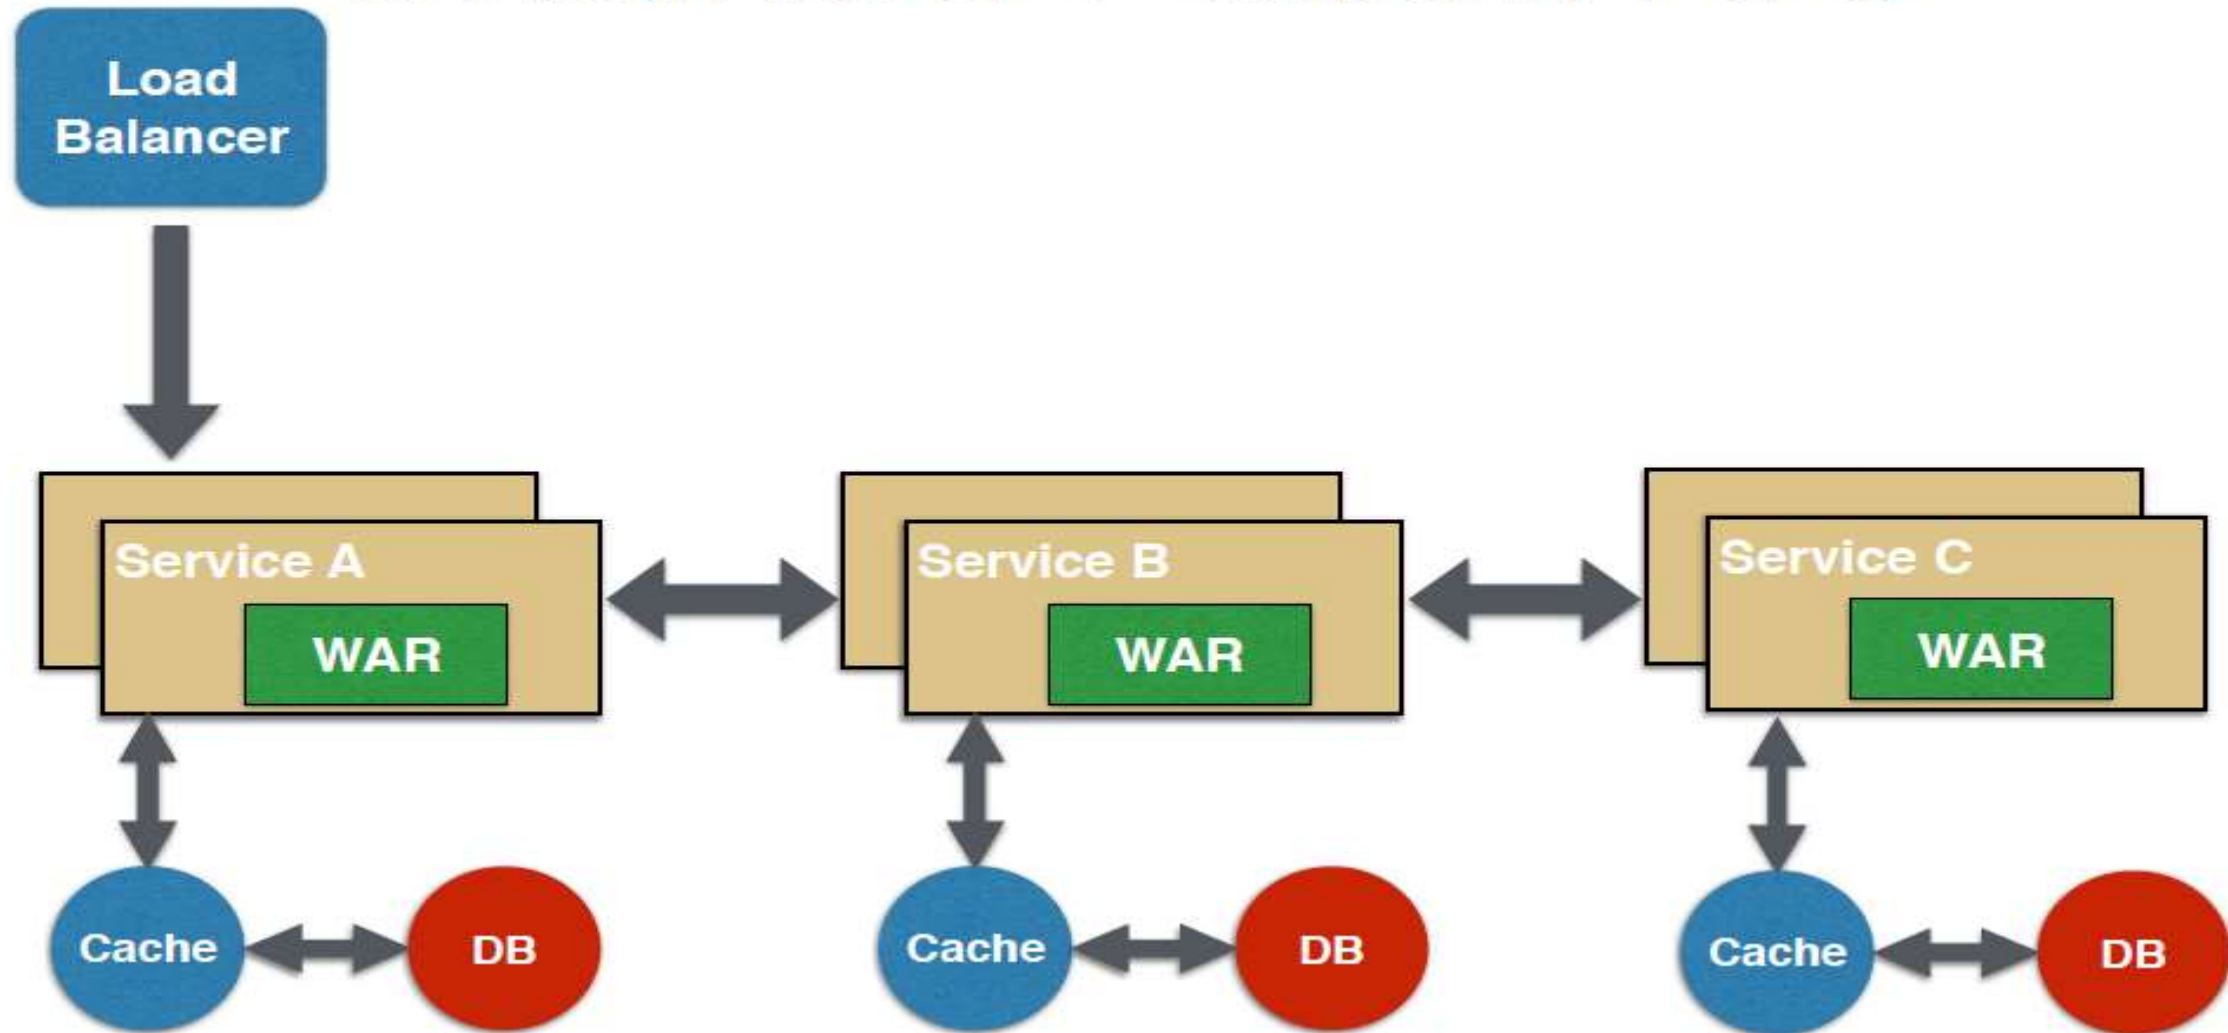 Load
Balancer
Service A
WAR
Service B
WAR
Service C
WAR
Cache
DB
Cache
DB
Cache
DB